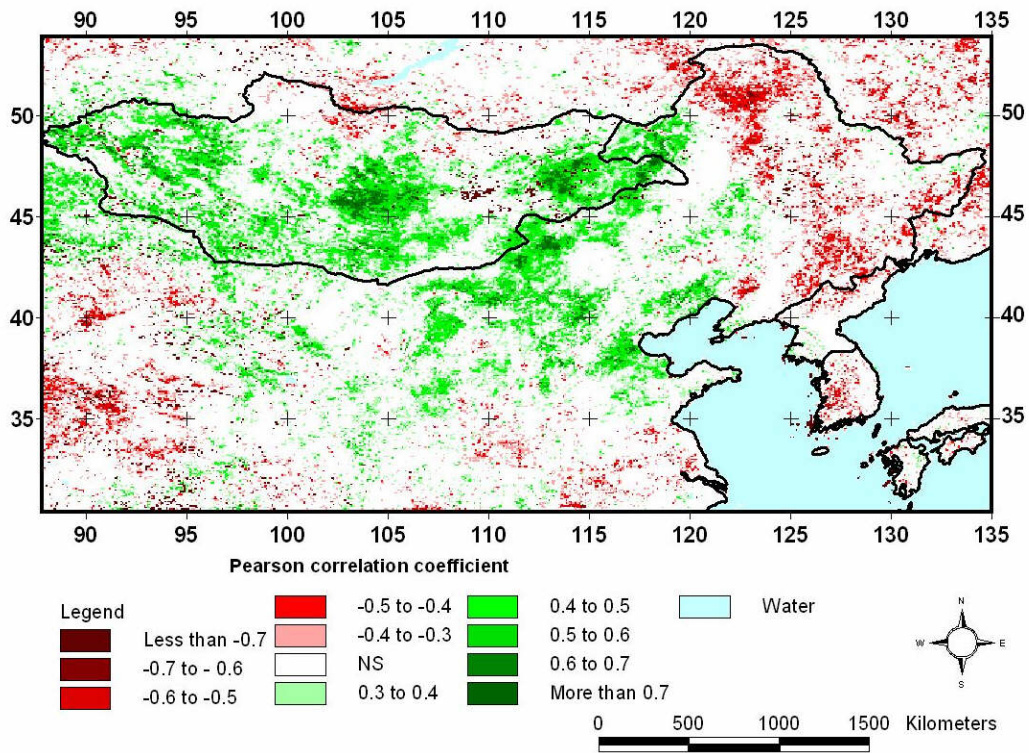 90 95 100 105 110 115 120 125 130 135
50 50
45 45
40 40
35 35
90 95 100 105 110 115 120 125 130 135
Pearson correlation coefficient
Legend
Less than -0.7
-0.7 to - 0.6
-0.6 to -0.5
-0.5 to -0.4
-0.4 to -0.3
NS
0.3 to 0.4
0.4 to 0.5
0.5 to 0.6
0.6 to 0.7
More than 0.7
Water
N
W E
S
0 500 1000 1500 Kilometers